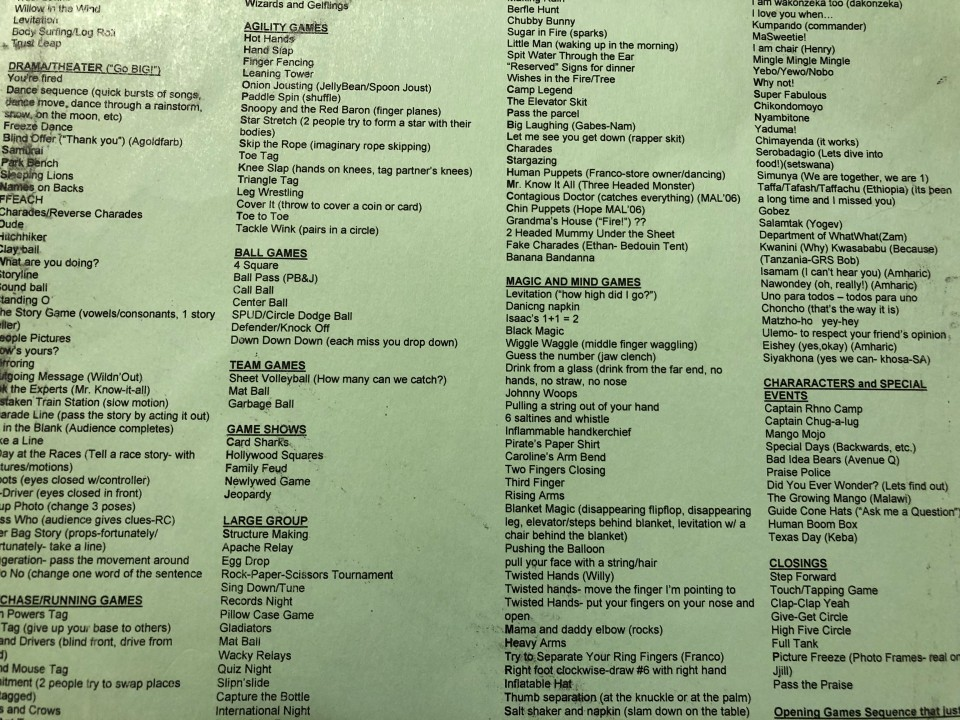 Willow in the Wind
Levitation
Body Surfing/Log Roll
Trust Leap
DRAMA/THEATER ("Go BIG!")
You're fired
Dance sequence (quick bursts of songs,
dance move, dance through a rainstorm,
snow, on the moon, etc)
Freeze Dance
Blind Offer ("Thank you") (Agoldfarb)
Samurai
Park Bench
Sleeping Lions
Names on Backs
FFEACH
Charades/Reverse Charades
Dude
Hitchhiker
Clay ball
What are you doing?
Storyline
ound ball
tanding O
he Story Game (vowels/consonants, 1 story
ller)
eople Pictures
ow's yours?
rroring
utgoing Message (Wildn'Out)
k the Experts (Mr. Know-it-all)
staken Train Station (slow motion)
arade Line (pass the story by acting it out)
in the Blank (Audience completes)
ke a Line
Day at the Races (Tell a race story- with
tures/motions)
ots (eyes closed w/controller)
-Driver (eyes closed in front)
up Photo (change 3 poses)
ss Who (audience gives clues-RC)
er Bag Story (props-fortunately/
rtunately- take a line)
ggeration- pass the movement around
o No (change one word of the sentence
CHASE/RUNNING GAMES
n Powers Tag
Tag (give up your base to others)
and Drivers (blind front, drive from
d)
nd Mouse Tag
itment (2 people try to swap places
tagged)
s and Crows
Wizards and Gelflings
AGILITY GAMES
Hot Hands
Hand Slap
Finger Fencing
Leaning Tower
Onion Jousting (JellyBean/Spoon Joust)
Paddle Spin (shuffle)
Snoopy and the Red Baron (finger planes)
Star Stretch (2 people try to form a star with their
bodies)
Skip the Rope (imaginary rope skipping)
Toe Tag
Knee Slap (hands on knees, tag partner's knees)
Triangle Tag
Leg Wrestling
Cover It (throw to cover a coin or card)
Toe to Toe
Tackle Wink (pairs in a circle)
BALL GAMES
4 Square
Ball Pass (PB&J)
Call Ball
Center Ball
SPUD/Circle Dodge Ball
Defender/Knock Off
Down Down Down (each miss you drop down)
TEAM GAMES
Sheet Volleyball (How many can we catch?)
Mat Ball
Garbage Ball
GAME SHOWS
Card Sharks
Hollywood Squares
Family Feud
Newlywed Game
Jeopardy
LARGE GROUP
Structure Making
Apache Relay
Egg Drop
Rock-Paper-Scissors Tournament
Sing Down/Tune
Records Night
Pillow Case Game
Gladiators
Mat Ball
Wacky Relays
Quiz Night
Slipn'slide
Capture the Bottle
International Night
Making Rain
Berfle Hunt
Chubby Bunny
Sugar in Fire (sparks)
Little Man (waking up in the morning)
Spit Water Through the Ear
"Reserved" Signs for dinner
Wishes in the Fire/Tree
Camp Legend
The Elevator Skit
Pass the parcel
Big Laughing (Gabes-Nam)
Let me see you get down (rapper skit)
Charades
Stargazing
Human Puppets (Franco-store owner/dancing)
Mr. Know It All (Three Headed Monster)
Contagious Doctor (catches everything) (MAL'06)
Chin Puppets (Hope MAL'06)
Grandma's House ("Fire!") ??
2 Headed Mummy Under the Sheet
Fake Charades (Ethan- Bedouin Tent)
Banana Bandanna
MAGIC AND MIND GAMES
Levitation ("how high did I go?")
Danicng napkin
Isaac's 1+1 = 2
Black Magic
Wiggle Waggle (middle finger waggling)
Guess the number (jaw clench)
Drink from a glass (drink from the far end, no
hands, no straw, no nose
Johnny Woops
Pulling a string out of your hand
6 saltines and whistle
Inflammable handkerchief
Pirate's Paper Shirt
Caroline's Arm Bend
Two Fingers Closing
Third Finger
Rising Arms
Blanket Magic (disappearing flipflop, disappearing
leg, elevator/steps behind blanket, levitation w/ a
chair behind the blanket)
Pushing the Balloon
pull your face with a string/hair
Twisted Hands (Willy)
Twisted hands- move the finger I'm pointing to
Twisted Hands- put your fingers on your nose and
open
Mama and daddy elbow (rocks)
Heavy Arms
Try to Separate Your Ring Fingers (Franco)
Right foot clockwise-draw #6 with right hand
Inflatable Hat
Thumb separation (at the knuckle or at the palm)
Salt shaker and napkin (slam down on the table)
I am wakonzeka too (dakonzeka)
I love you when...
Kumpando (commander)
MaSweetie!
I am chair (Henry)
Mingle Mingle Mingle
Yebo/Yewo/Nobo
Why not!
Super Fabulous
Chikondomoyo
Nyambitone
Yaduma!
Chimayenda (it works)
Serobadagio (Lets dive into
food!)(setswana)
Simunya (We are together, we are 1)
Taffa/Tafash/Taffachu (Ethiopia) (Its been
a long time and I missed you)
Gobez
Salamtak (Yogev)
Department of WhatWhat(Zam)
Kwanini (Why) Kwasababu (Because)
(Tanzania-GRS Bob)
Isamam (I can't hear you) (Amharic)
Nawondey (oh, really!) (Amharic)
Uno para todos – todos para uno
Choncho (that's the way it is)
Matzho-ho yey-hey
Ulemo- to respect your friend's opinion
Eishey (yes,okay) (Amharic)
Siyakhona (yes we can- khosa-SA)
CHARARACTERS and SPECIAL
EVENTS
Captain Rhno Camp
Captain Chug-a-lug
Mango Mojo
Special Days (Backwards, etc.)
Bad Idea Bears (Avenue Q)
Praise Police
Did You Ever Wonder? (Lets find out)
The Growing Mango (Malawi)
Guide Cone Hats ("Ask me a Question")
Human Boom Box
Texas Day (Keba)
CLOSINGS
Step Forward
Touch/Tapping Game
Clap-Clap Yeah
Give-Get Circle
High Five Circle
Full Tank
Picture Freeze (Photo Frames- real or
Jjill)
Pass the Praise
Opening Games Sequence that just